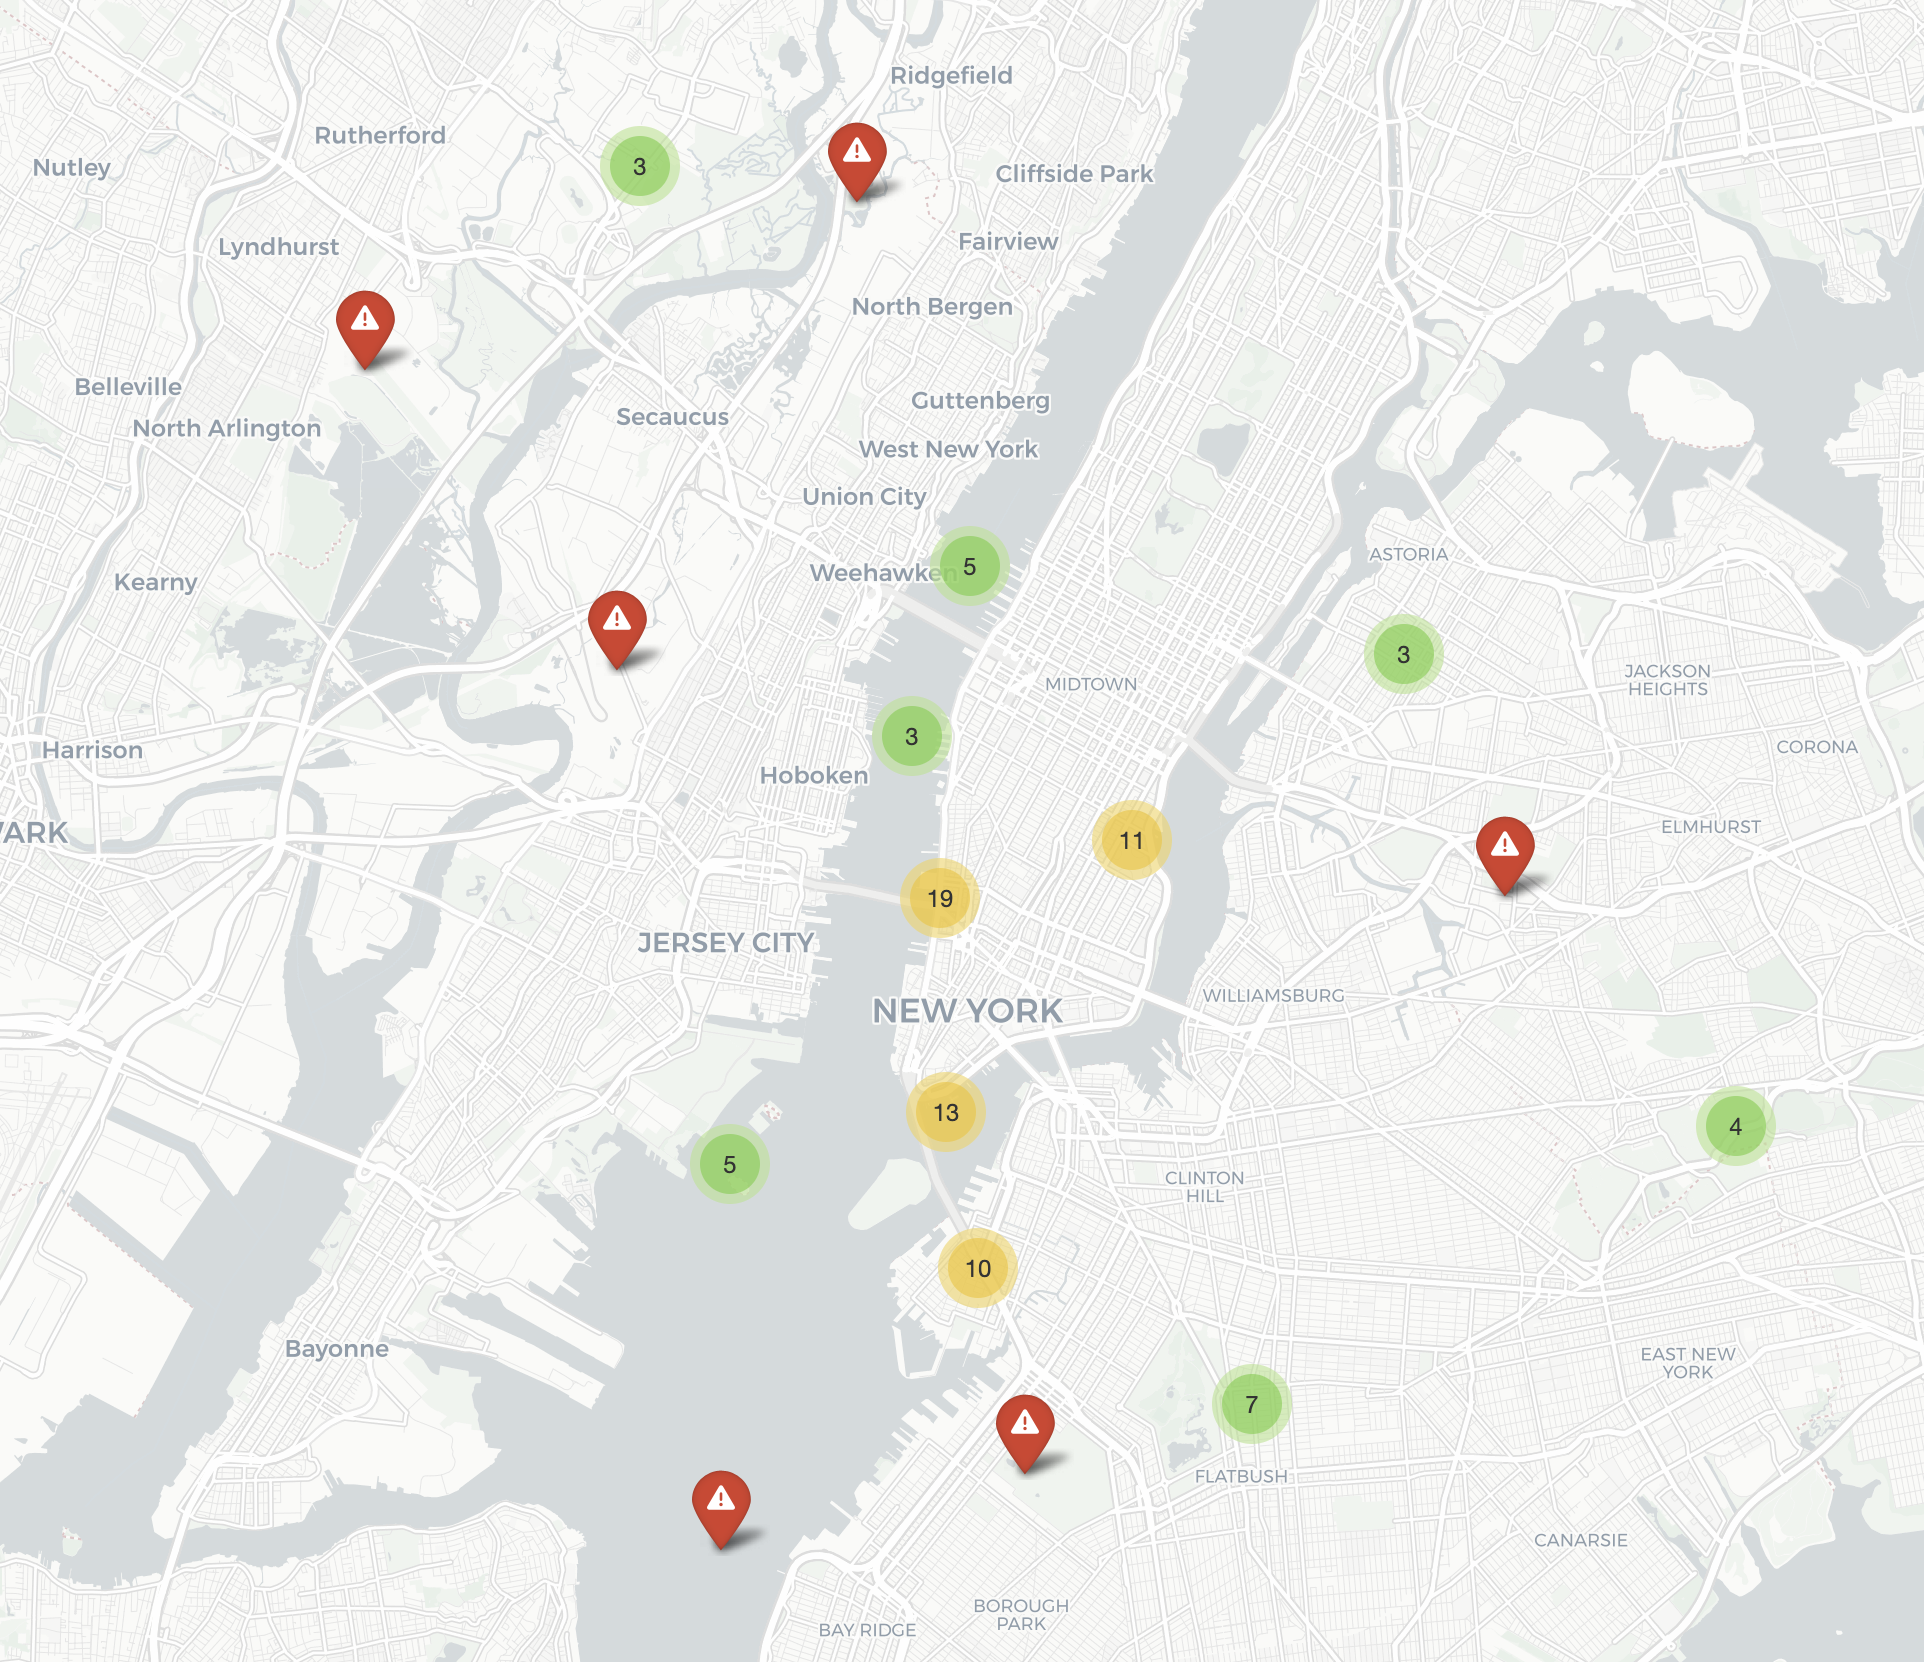 Ridgefield
Rutherford
Nutley
3
Cliffside Park
Lyndhurst
Fairview
North Bergen
Belleville
Secaucus
Guttenberg
North Arlington
West New York
Union City
ASTORIA
5
Weehawken
Kearny
3
JACKSON
HEIGHTS
MIDTOWN
3
CORONA
Harrison
Hoboken
ELMHURST
ARK
11
19
JERSEY CITY
WILLIAMSBURG
NEW YORK
13
4
5
CLINTON
HILL
10
Bayonne
EAST NEW
YORK
7
FLATBUSH
CANARSIE
BOROUGH
PARK
BAY RIDGE